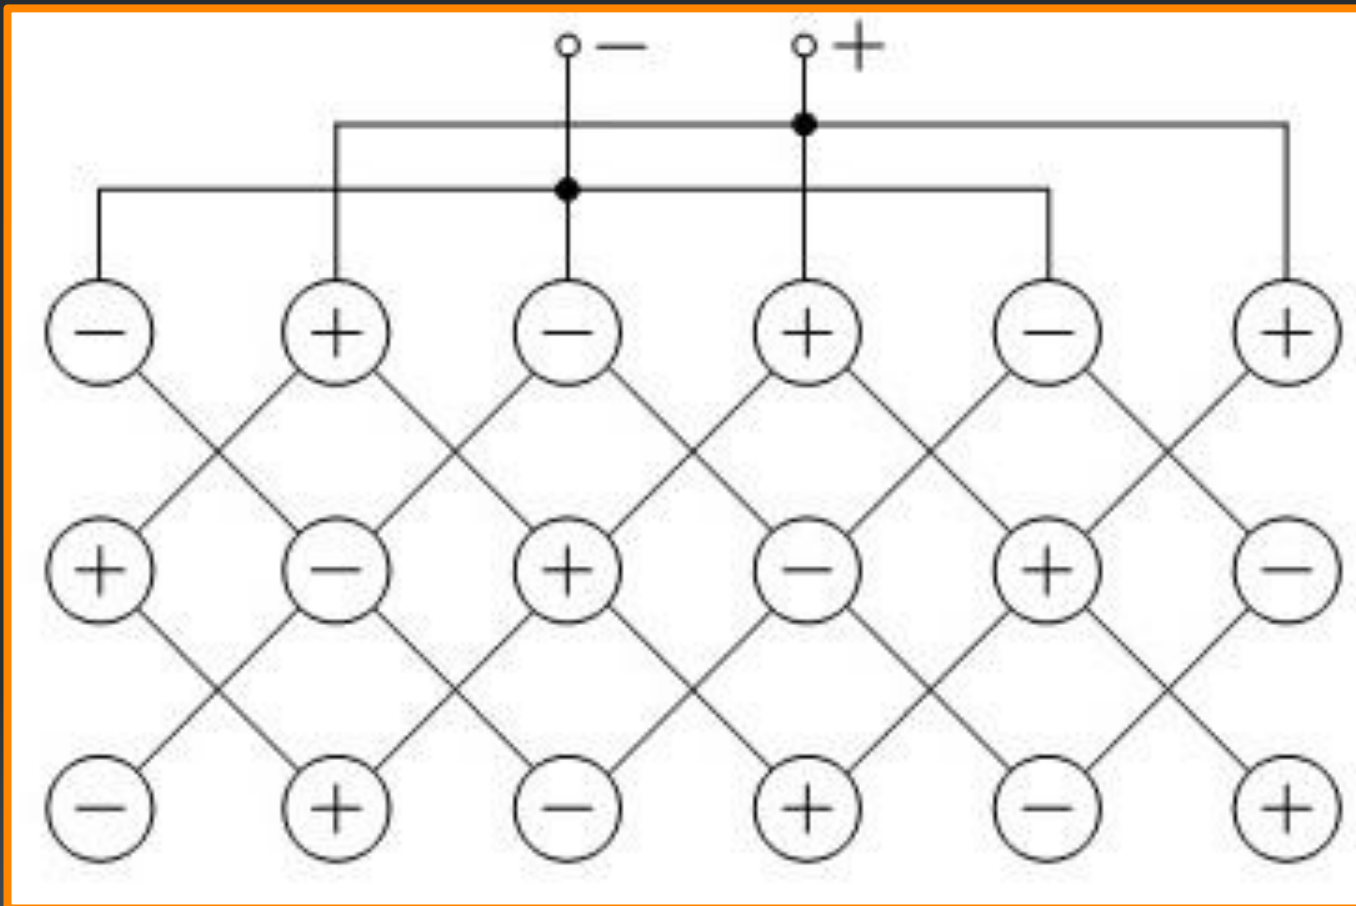 − +
− + − + − +
+ − + − + −
− + − + − +